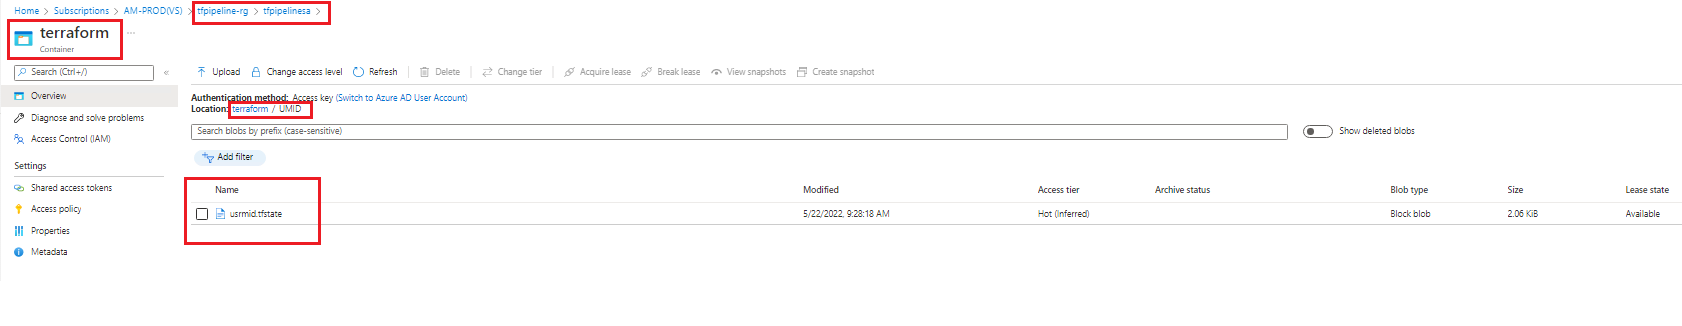 Home > Subscriptions > AM-PROD(VS) > tfpipeline-rg > tfpipelinesa >
terraform ...
Container
Search (Ctrl+/) «
Upload Change access level Refresh Delete Change tier Acquire lease Break lease View snapshots Create snapshot
Overview
Diagnose and solve problems
Access Control (IAM)
Settings
Shared access tokens
Access policy
Properties
Metadata
Authentication method: Access key (Switch to Azure AD User Account)
Location: terraform / UMID
Search blobs by prefix (case-sensitive)
Show deleted blobs
Add filter
Name Modified Access tier Archive status Blob type Size Lease state
usrmid.tfstate 5/22/2022, 9:28:18 AM Hot (Inferred) Block blob 2.06 KiB Available